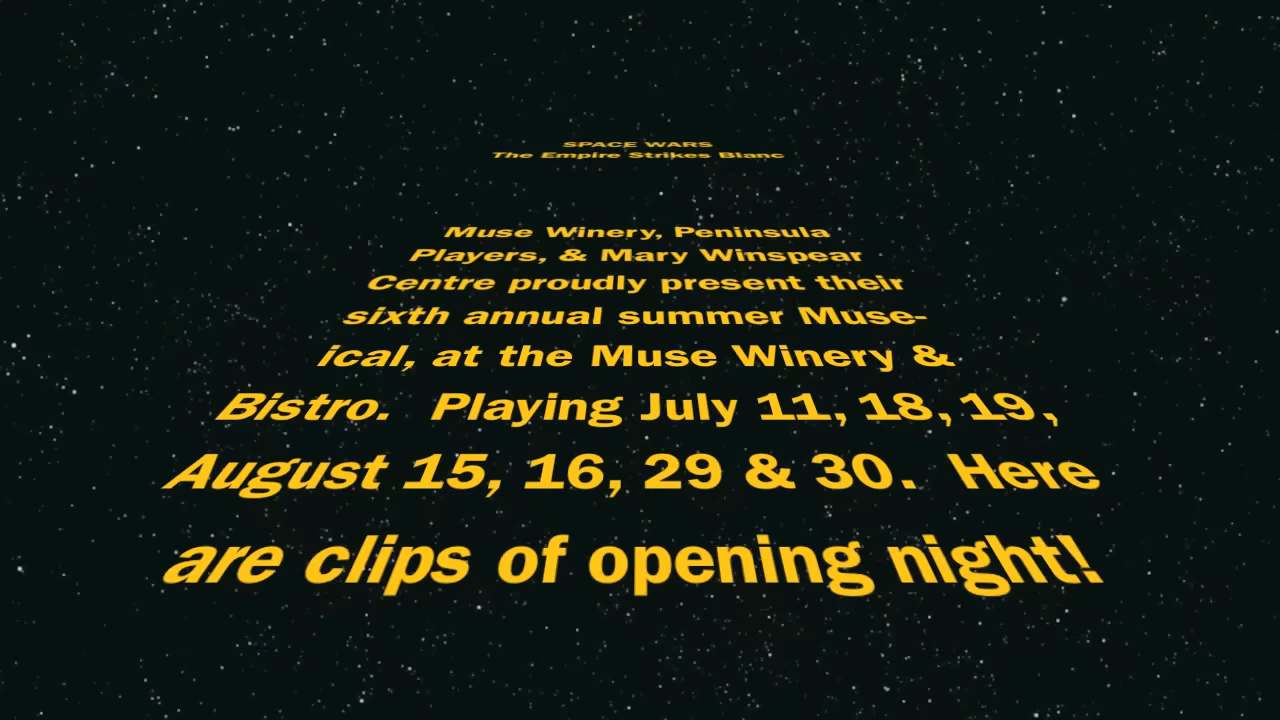 SPACE WARS
The Empire Strikes Blanc
Muse Winery, Peninsula
Players, & Mary Winspear
Centre proudly present their
sixth annual summer Muse-
ical, at the Muse Winery &
Bistro.  Playing July 11, 18, 19,
August 15, 16, 29 & 30.  Here
are clips of opening night!